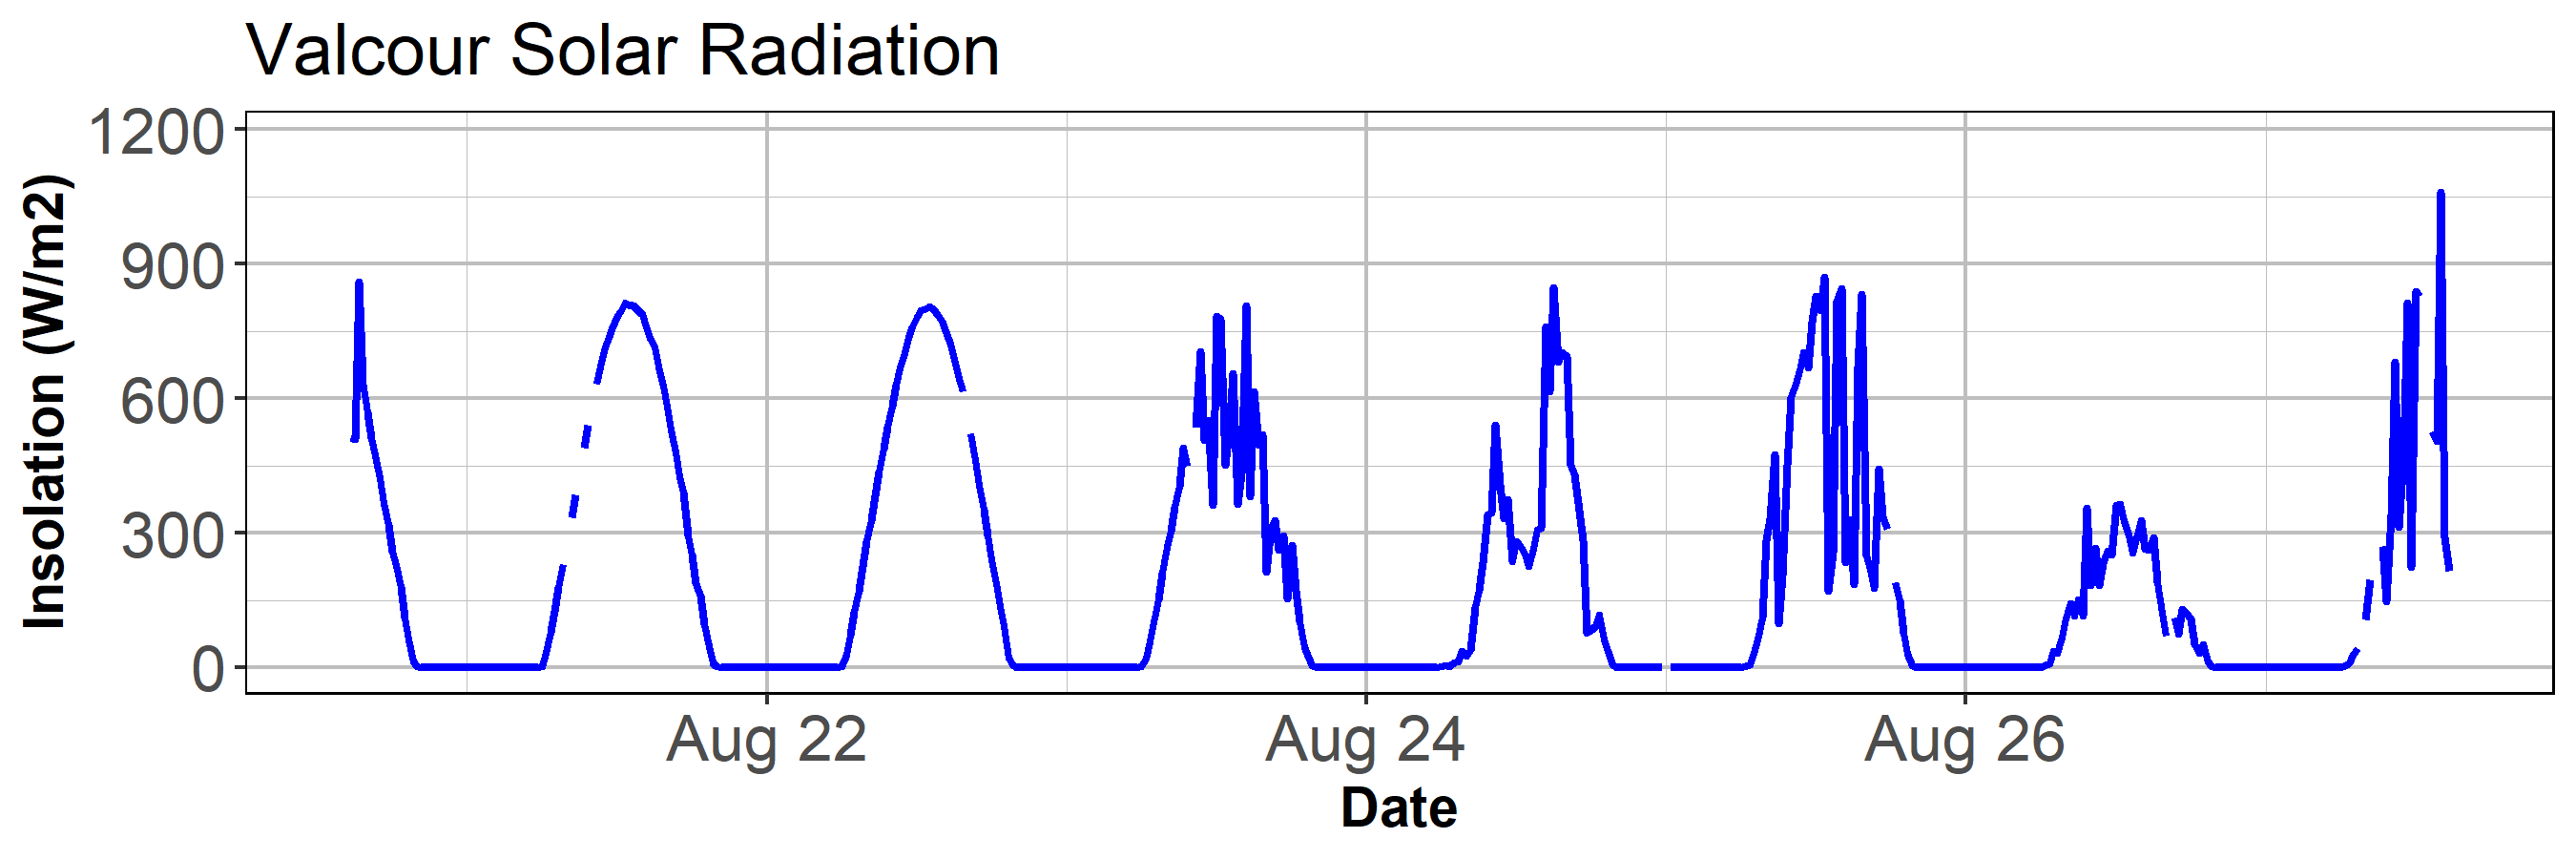 Valcour Solar Radiation
1200
900
600
300
0
Insolation (W/m2)
Aug 22 Aug 24 Aug 26
Date